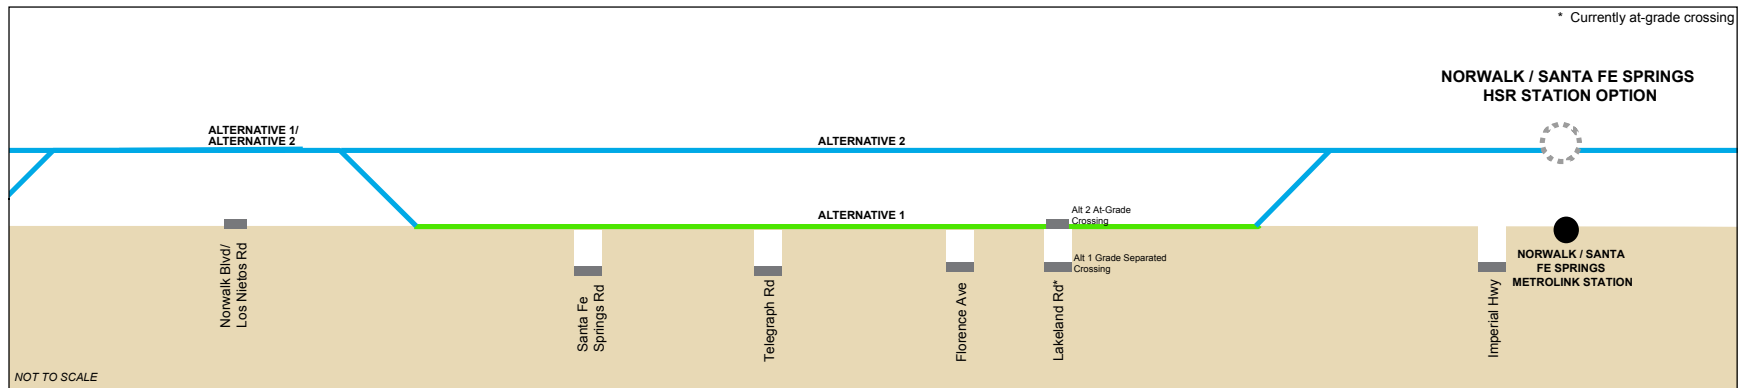 * Currently at-grade crossing
NORWALK / SANTA FE SPRINGS
HSR STATION OPTION
ALTERNATIVE 1/
ALTERNATIVE 2
ALTERNATIVE 2
ALTERNATIVE 1
Alt 2 At-Grade
Crossing
Alt 1 Grade Separated
Crossing
Norwalk Blvd/
Los Nietos Rd
Santa Fe
Springs Rd
Telegraph Rd
Florence Ave
Lakeland Rd*
Imperial Hwy
NORWALK / SANTA
FE SPRINGS
METROLINK STATION
NOT TO SCALE